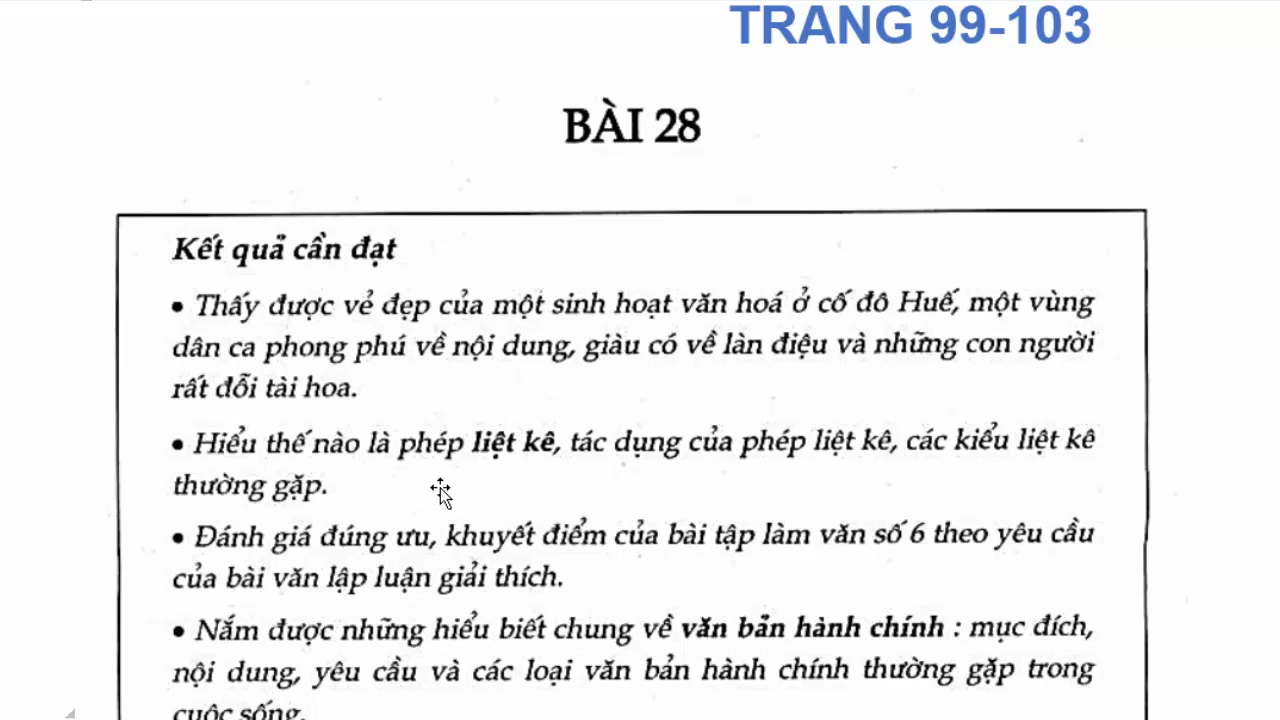 TRANG 99-103
BÀI 28
Kết quả cần đạt
• Thấy được vẻ đẹp của một sinh hoạt văn hoá ở cố đô Huế, một vùng
dân ca phong phú về nội dung, giàu có về làn điệu và những con người
rất đỗi tài hoa.
• Hiểu thế nào là phép liệt kê, tác dụng của phép liệt kê, các kiểu liệt kê
thường gặp.
• Đánh giá đúng ưu, khuyết điểm của bài tập làm văn số 6 theo yêu cầu
của bài văn lập luận giải thích.
• Nắm được những hiểu biết chung về văn bản hành chính : mục đích,
nội dung, yêu cầu và các loại văn bản hành chính thường gặp trong
cuộc sống.